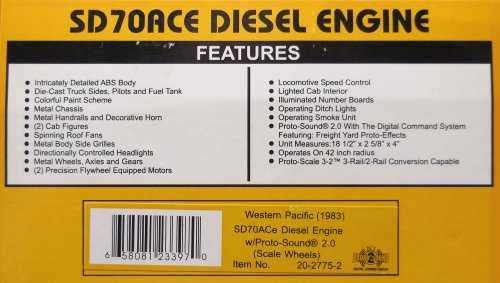 SD70ACE DIESEL ENGINE
FEATURES
● Intricately Detailed ABS Body
● Die-Cast Truck Sides, Pilots and Fuel Tank
● Colorful Paint Scheme
● Metal Chassis
● Metal Handrails and Decorative Horn
● (2) Cab Figures
● Spinning Roof Fans
● Metal Body Side Grilles
● Directionally Controlled Headlights
● Metal Wheels, Axles and Gears
● (2) Precision Flywheel Equipped Motors
● Locomotive Speed Control
● Lighted Cab Interior
● Illuminated Number Boards
● Operating Ditch Lights
● Operating Smoke Unit
● Proto-Sound® 2.0 With The Digital Command System
Featuring: Freight Yard Proto-Effects
● Unit Measures:18 1/2" x 2 5/8" x 4"
● Operates On 42 inch radius
● Proto-Scale 3-2™ 3-Rail/2-Rail Conversion Capable
6 58081 23397 0
Western Pacific (1983)
SD70ACe Diesel Engine
w/Proto-Sound® 2.0
(Scale Wheels)
Item No. 20-2775-2